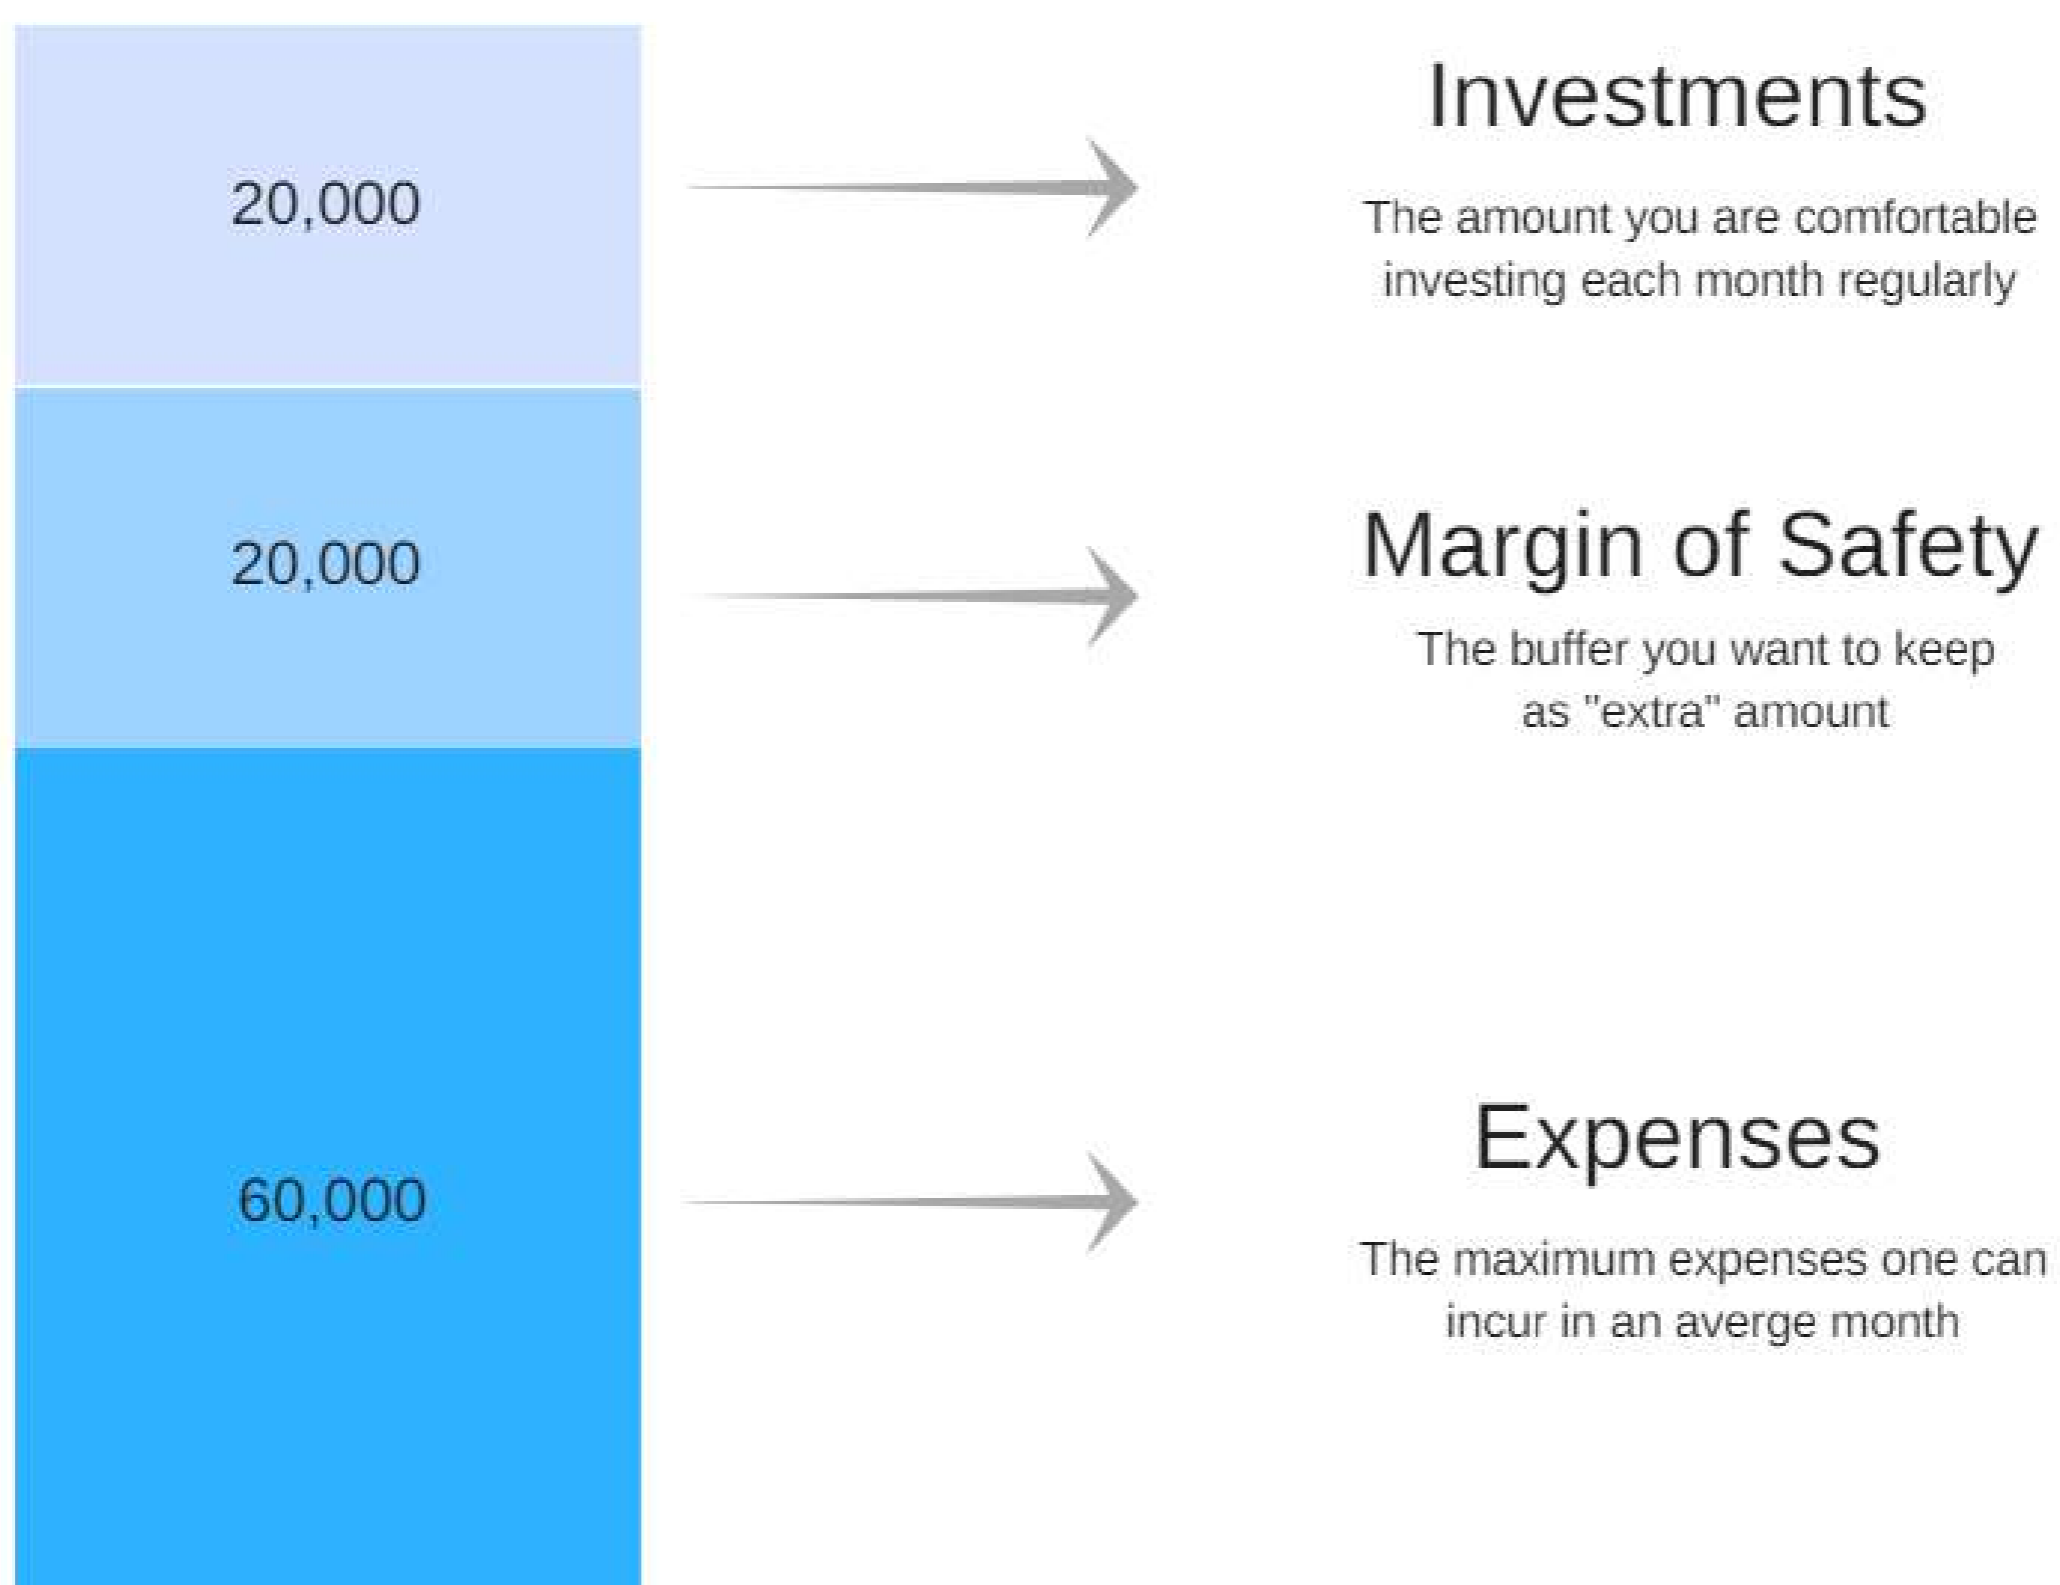 Investments
20,000
The amount you are comfortable
investing each month regularly
Margin of Safety
20,000
The buffer you want to keep
as "extra" amount
Expenses
60,000
The maximum expenses one can
incur in an averge month